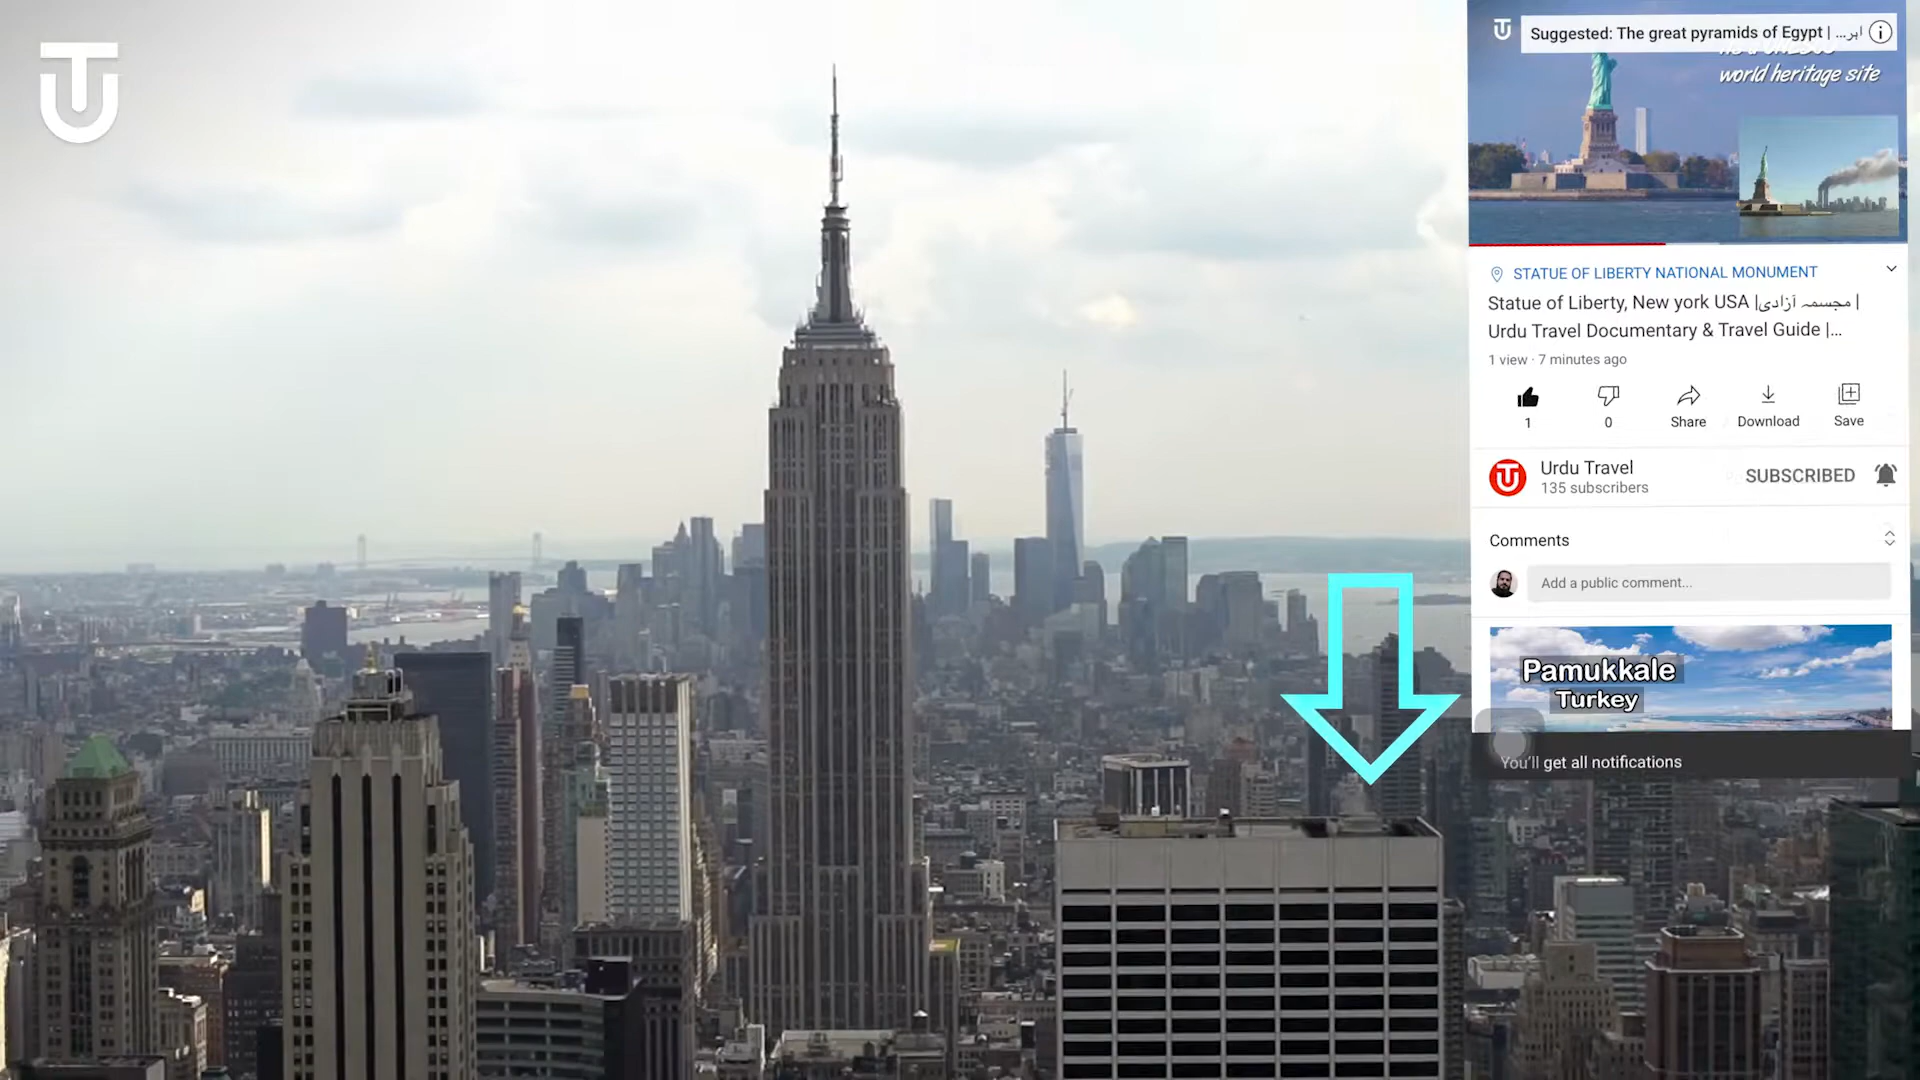 Suggested: The great pyramids of Egypt | ...ابر
world heritage site
STATUE OF LIBERTY NATIONAL MONUMENT
Statue of Liberty, New york USA |مجسمہ آزادی |
Urdu Travel Documentary & Travel Guide |...
1 view · 7 minutes ago
1
0
Share
Download
Save
Urdu Travel
135 subscribers
SUBSCRIBED
Comments
Add a public comment...
Pamukkale
Turkey
You'll get all notifications